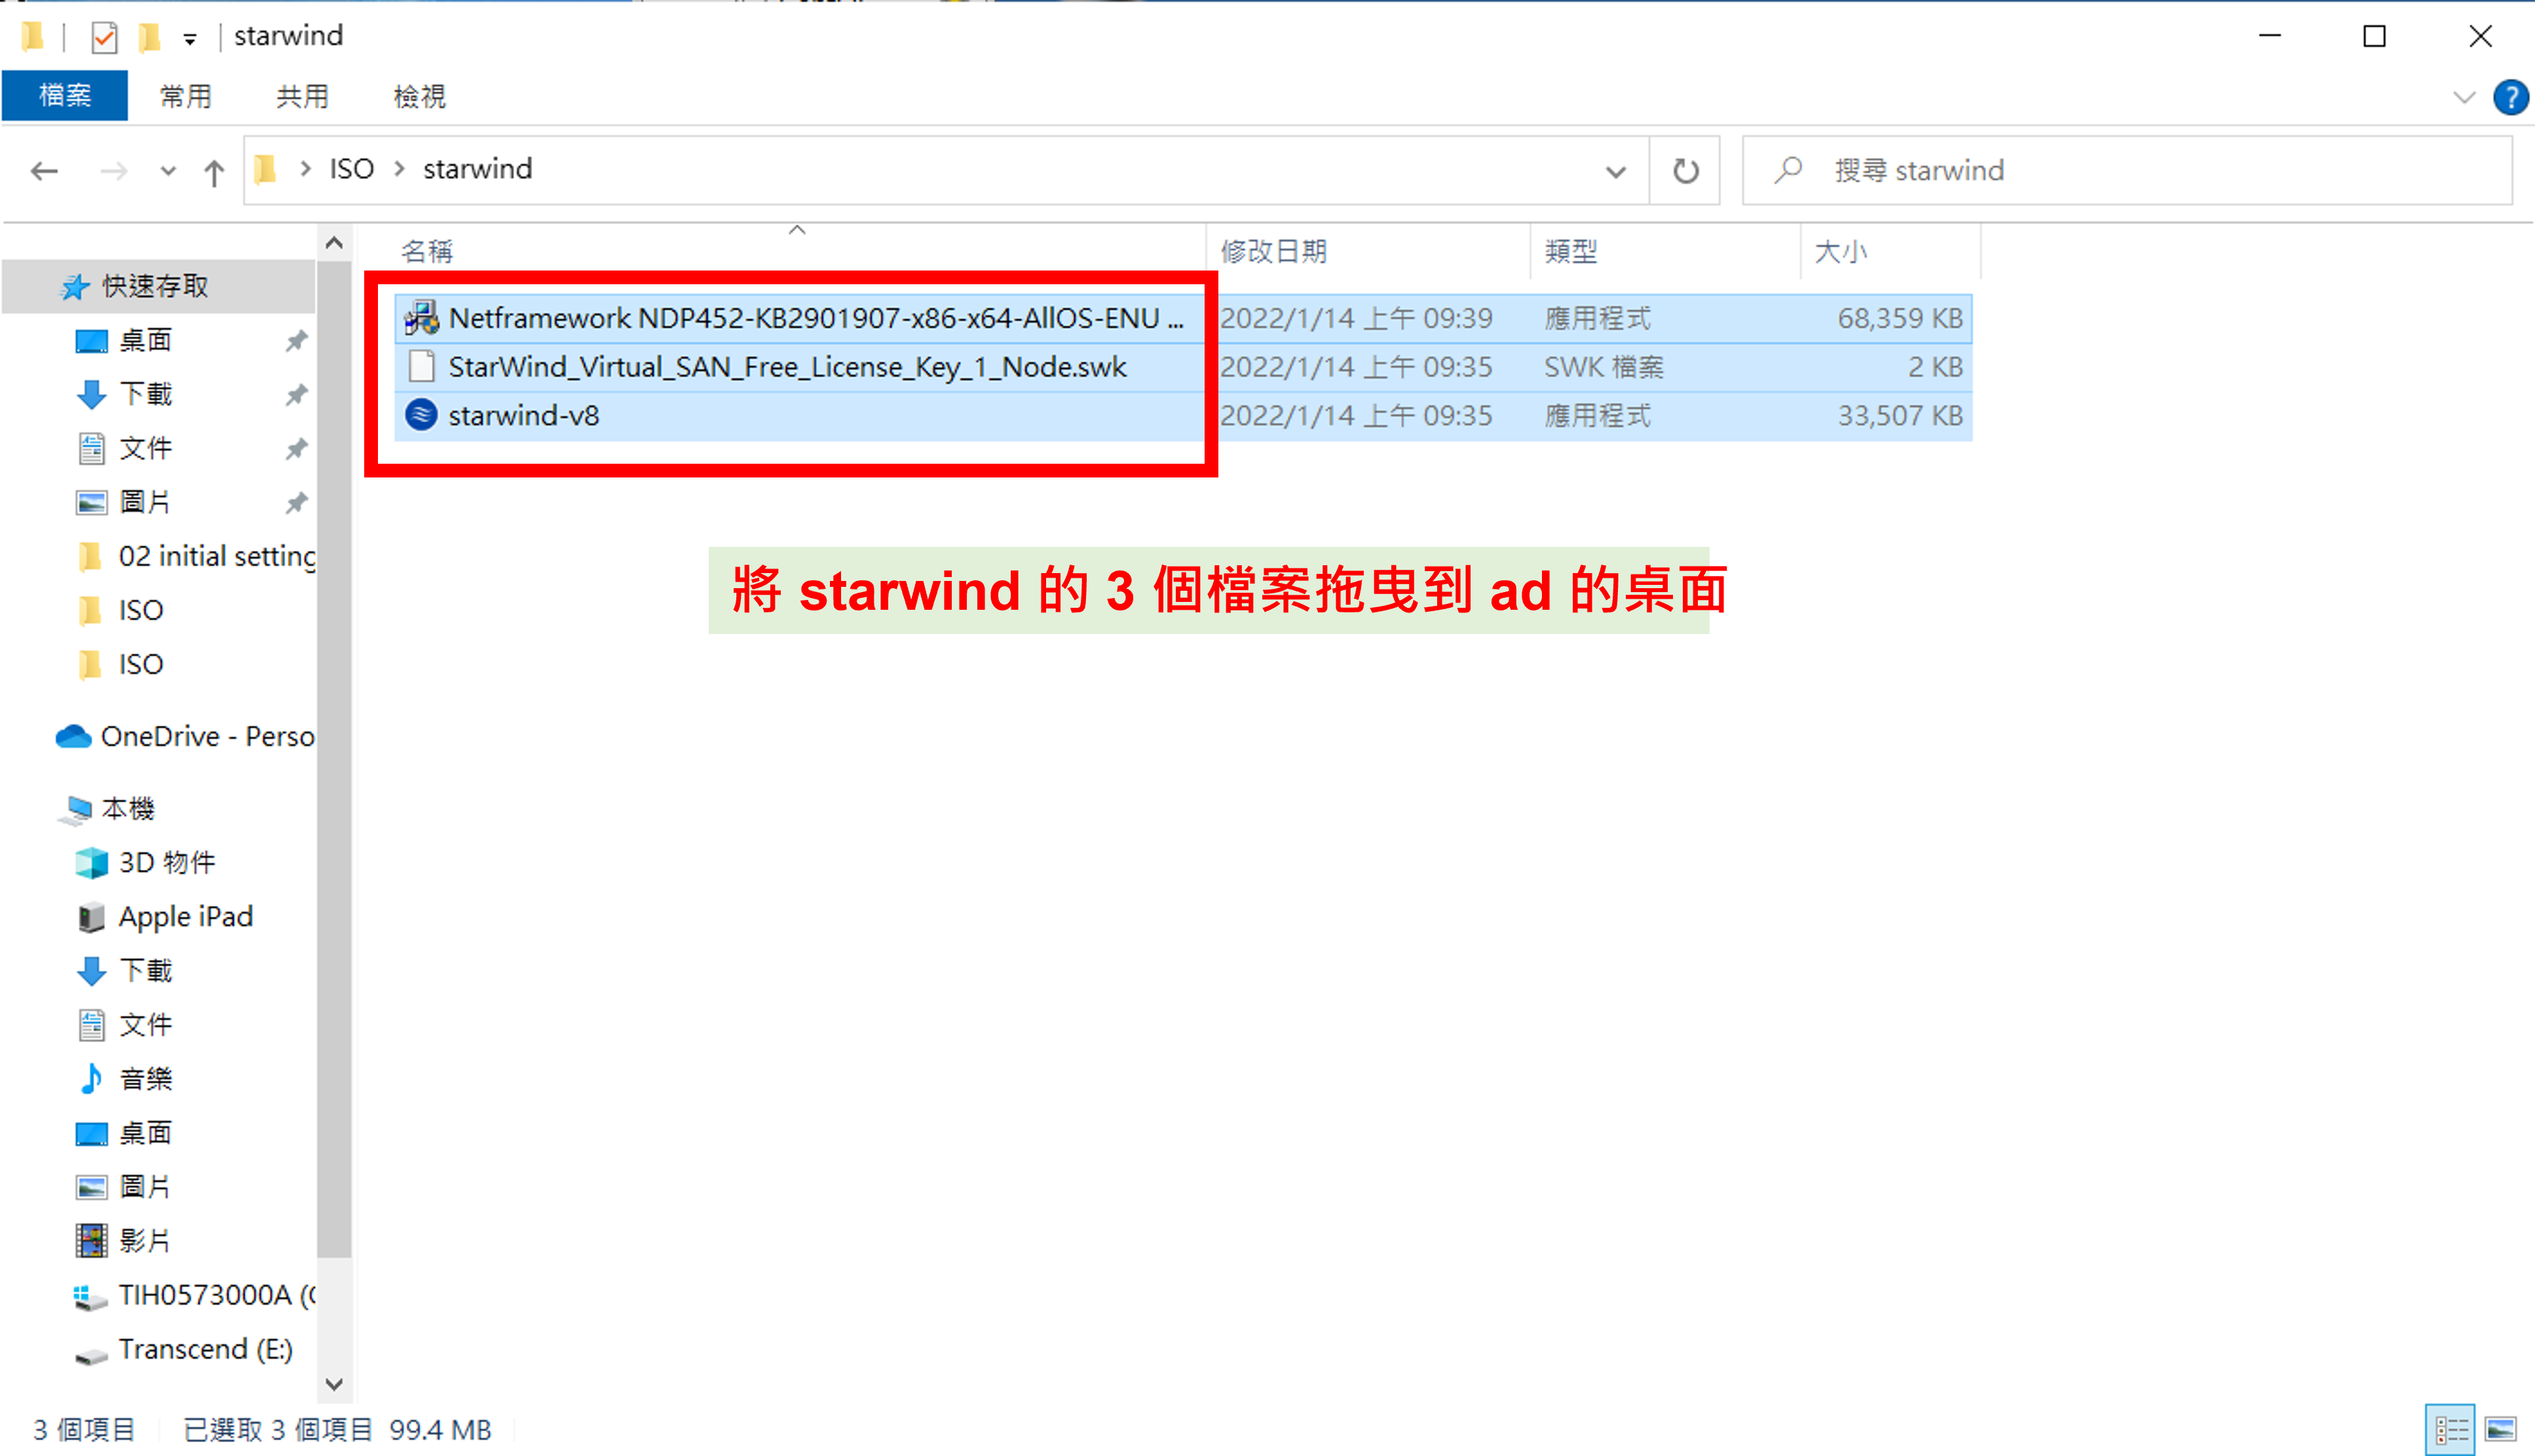 starwind
檔案
常用
共用
檢視
ISO
starwind
搜尋 starwind
名稱
修改日期
類型
大小
Netframework NDP452-KB2901907-x86-x64-AllOS-ENU ...
2022/1/14 上午 09:39
應用程式
68,359 KB
StarWind_Virtual_SAN_Free_License_Key_1_Node.swk
2022/1/14 上午 09:35
SWK 檔案
2 KB
starwind-v8
2022/1/14 上午 09:35
應用程式
33,507 KB
將 starwind 的 3 個檔案拖曳到 ad 的桌面
快速存取
桌面
下載
文件
圖片
02 initial setting
ISO
ISO
OneDrive - Perso
本機
3D 物件
Apple iPad
下載
文件
音樂
桌面
圖片
影片
TIH0573000A (
Transcend (E:)
3 個項目
已選取 3 個項目 99.4 MB